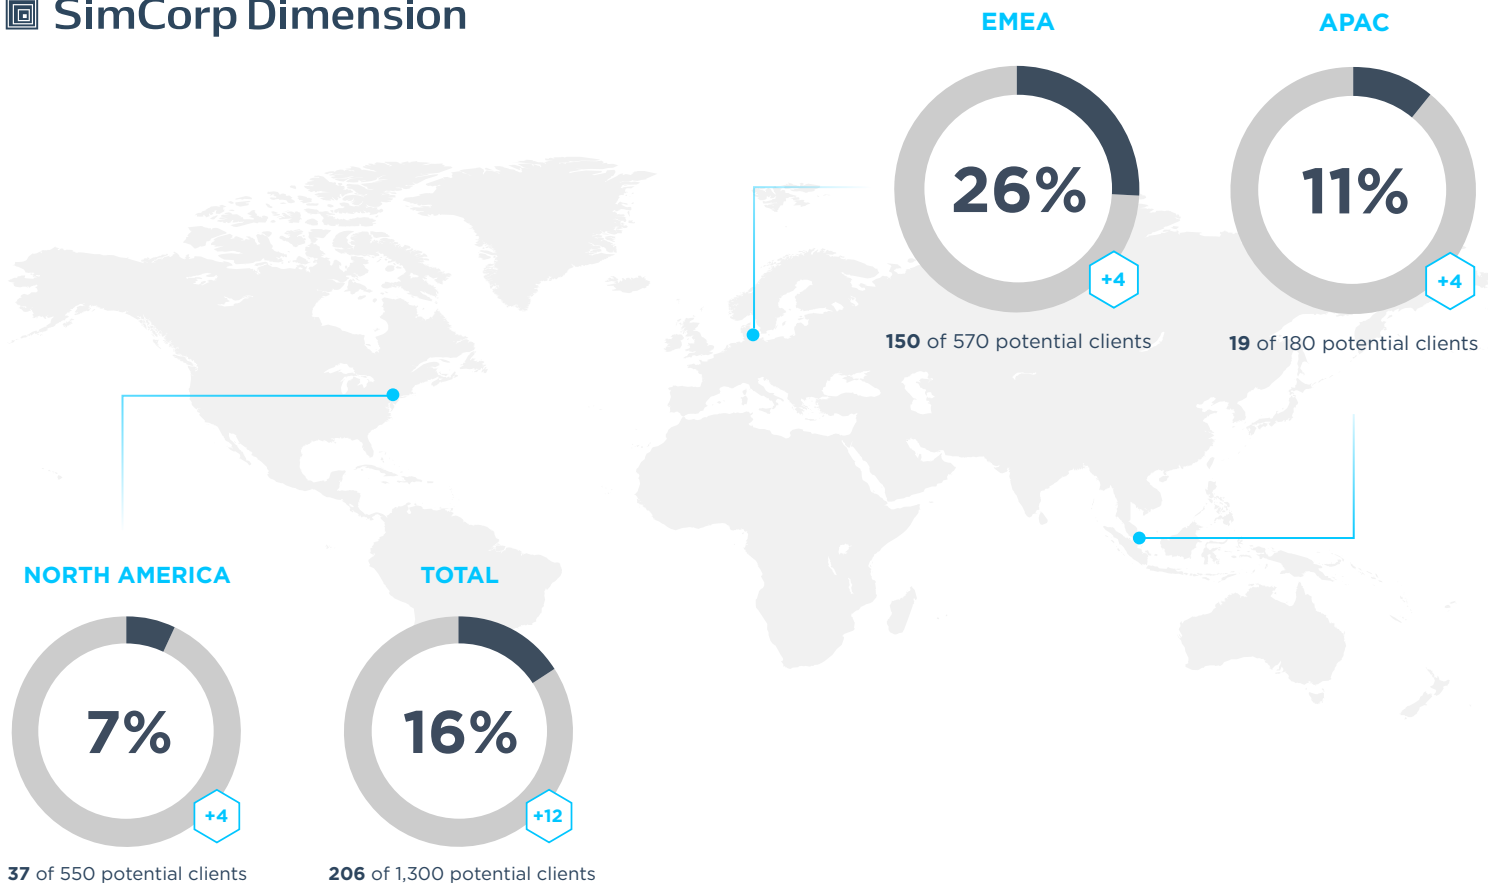 SimCorp Dimension
EMEA
26%
+4
150 of 570 potential clients
APAC
11%
+4
19 of 180 potential clients
NORTH AMERICA
7%
+4
37 of 550 potential clients
TOTAL
16%
+12
206 of 1,300 potential clients